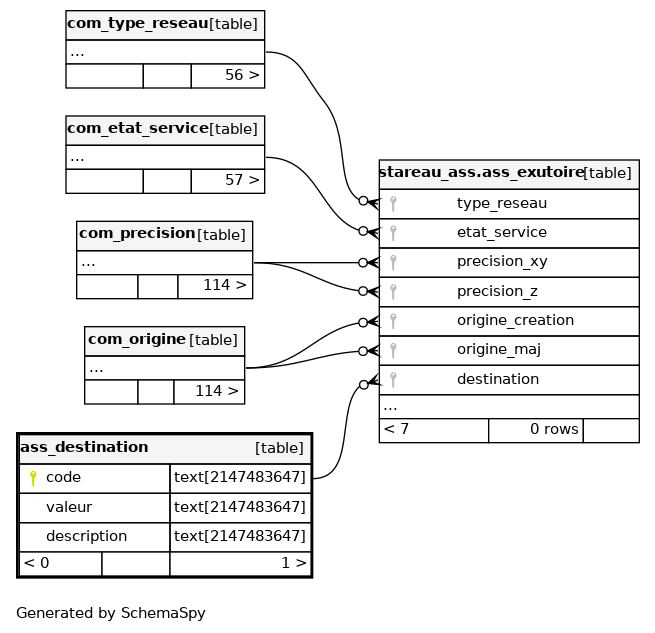 com_type_reseau [table]
...
56 >
com_etat_service [table]
...
57 >
com_precision [table]
...
114 >
com_origine [table]
...
114 >
ass_destination [table]
code text[2147483647]
valeur text[2147483647]
description text[2147483647]
< 0 1 >
stareau_ass.ass_exutoire [table]
type_reseau
etat_service
precision_xy
precision_z
origine_creation
origine_maj
destination
...
< 7 0 rows
Generated by SchemaSpy